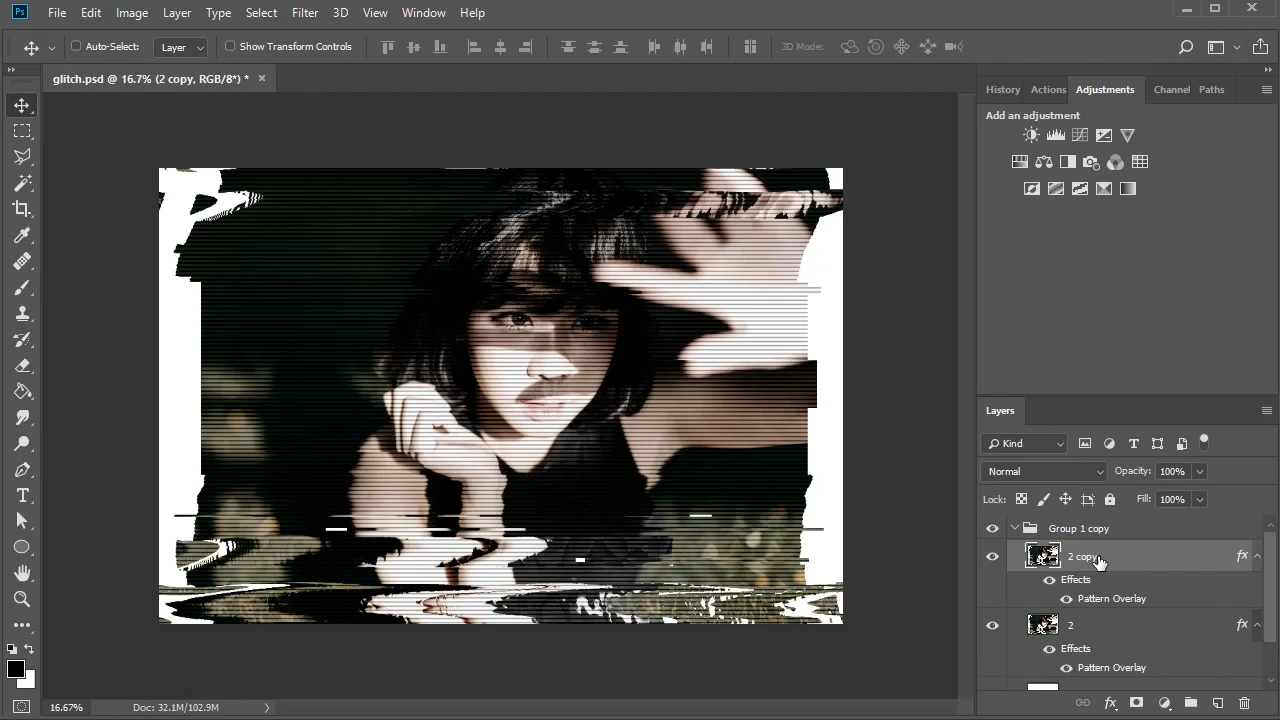 Ps File Edit Image Layer Type Select Filter 3D View Window Help
Auto-Select: Layer Show Transform Controls 3D Mode:
glitch.psd @ 16.7% (2 copy, RGB/8*) * ×
History Actions Adjustments Channel Paths
Add an adjustment
Layers
Kind
Normal Opacity: 100%
Lock: Fill: 100%
Group 1 copy
2 copy fx
Effects
Pattern Overlay
2 fx
Effects
Pattern Overlay
16.67% Doc: 32.1M/102.9M fx